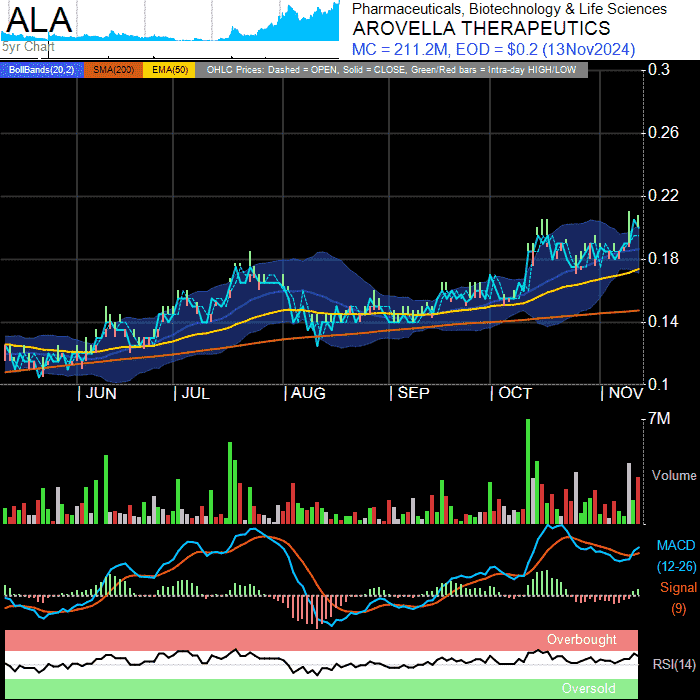 ALA
5yr Chart
Pharmaceuticals, Biotechnology & Life Sciences
AROVELLA THERAPEUTICS
MC = 211.2M, EOD = $0.2 (13Nov2024)
BollBands(20,2) SMA(200) EMA(50) OHLC Prices: Dashed = OPEN, Solid = CLOSE, Green/Red bars = Intra-day HIGH/LOW
0.3
0.26
0.22
0.18
0.14
0.1
| JUN | JUL | AUG | SEP | OCT | NOV
7M
Volume
MACD
(12-26)
Signal
(9)
Overbought
RSI(14)
Oversold